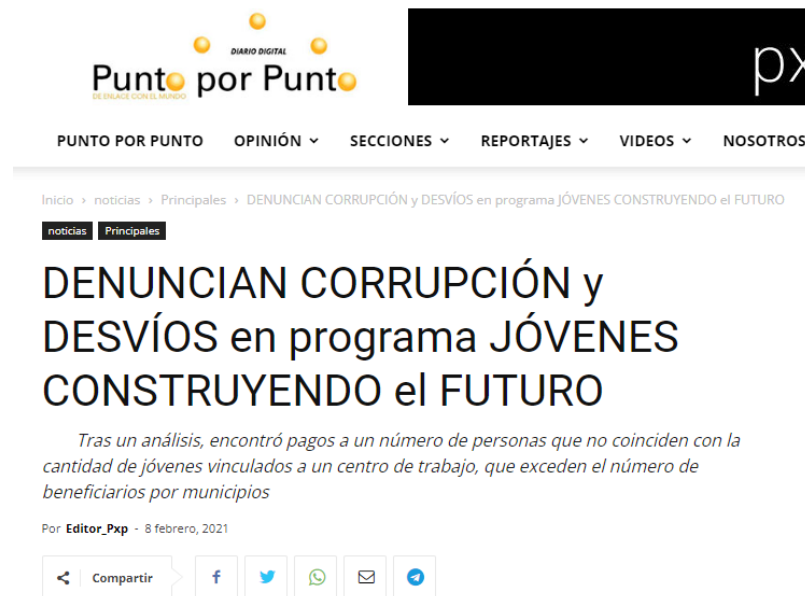 DIARIO DIGITAL
Punto por Punto
DE ENLACE CON EL MUNDO
px
PUNTO POR PUNTO OPINIÓN SECCIONES REPORTAJES VIDEOS NOSOTROS
Inicio › noticias › Principales › DENUNCIAN CORRUPCIÓN y DESVÍOS en programa JÓVENES CONSTRUYENDO el FUTURO
noticias Principales
DENUNCIAN CORRUPCIÓN y
DESVÍOS en programa JÓVENES
CONSTRUYENDO el FUTURO
Tras un análisis, encontró pagos a un número de personas que no coinciden con la
cantidad de jóvenes vinculados a un centro de trabajo, que exceden el número de
beneficiarios por municipios
Por Editor_Pxp - 8 febrero, 2021
Compartir